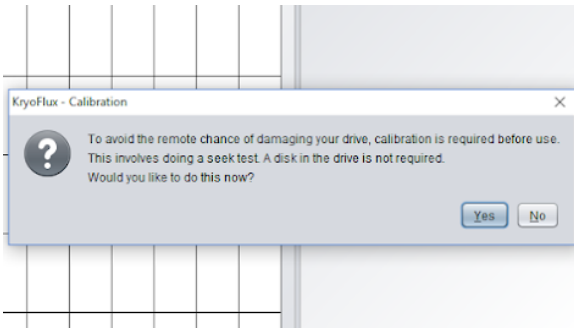 KryoFlux - Calibration
?
To avoid the remote chance of damaging your drive, calibration is required before use.
This involves doing a seek test. A disk in the drive is not required.
Would you like to do this now?
Yes No